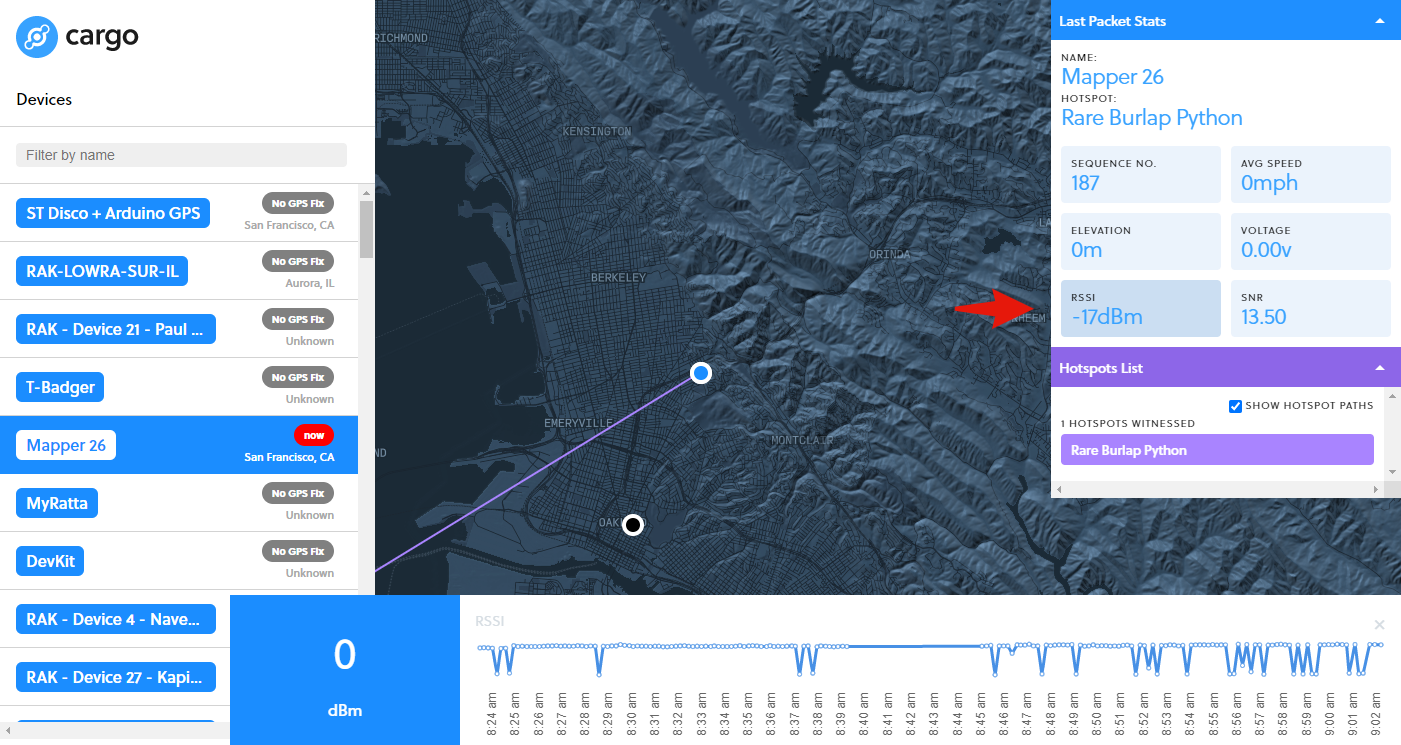 cargo
Devices
Filter by name
ST Disco + Arduino GPS
No GPS Fix
San Francisco, CA
RAK-LOWRA-SUR-IL
No GPS Fix
Aurora, IL
RAK - Device 21 - Paul ...
No GPS Fix
Unknown
T-Badger
No GPS Fix
Unknown
Mapper 26
now
San Francisco, CA
MyRatta
No GPS Fix
Unknown
DevKit
No GPS Fix
Unknown
RAK - Device 4 - Nave...
RAK - Device 27 - Kapi...
RICHMOND
KENSINGTON
BERKELEY
ORINDA
LA
HEEM
EMERYVILLE
MONTCLAIR
ND
OAK
Last Packet Stats
NAME:
Mapper 26
HOTSPOT:
Rare Burlap Python
SEQUENCE NO.
187
AVG SPEED
0mph
ELEVATION
0m
VOLTAGE
0.00v
RSSI
-17dBm
SNR
13.50
Hotspots List
SHOW HOTSPOT PATHS
1 HOTSPOTS WITNESSED
Rare Burlap Python
0
dBm
RSSI
8:24 am
8:25 am
8:26 am
8:27 am
8:28 am
8:29 am
8:30 am
8:31 am
8:32 am
8:33 am
8:34 am
8:35 am
8:36 am
8:37 am
8:38 am
8:39 am
8:40 am
8:41 am
8:42 am
8:43 am
8:44 am
8:45 am
8:46 am
8:47 am
8:48 am
8:49 am
8:50 am
8:51 am
8:52 am
8:53 am
8:54 am
8:55 am
8:56 am
8:57 am
8:58 am
8:59 am
9:00 am
9:01 am
9:02 am